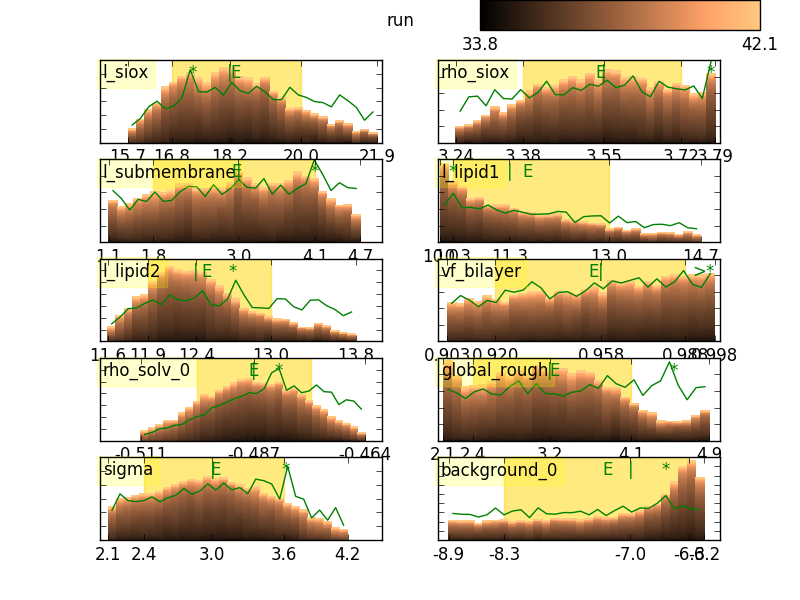 run
33.8 42.1
l_siox * |E
15.7 16.8 18.2 20.0 21.9
rho_siox E *
3.24 3.38 3.55 3.72 3.79
l_submembrane E *
1.1 1.8 3.0 4.1 4.7
l_lipid1 * | E
10.3 11.3 13.0 14.7
l_lipid2 | E *
11.6 11.9 12.4 13.0 13.8
vf_bilayer E| >*
0.903 0.920 0.958 0.998
rho_solv_0 E *
-0.511 -0.487 -0.464
global_rough |E *
2.1 2.4 3.2 4.1 4.9
sigma |E *
2.1 2.4 3.0 3.6 4.2
background_0 E | *
-8.9 -8.3 -7.0 -6.2